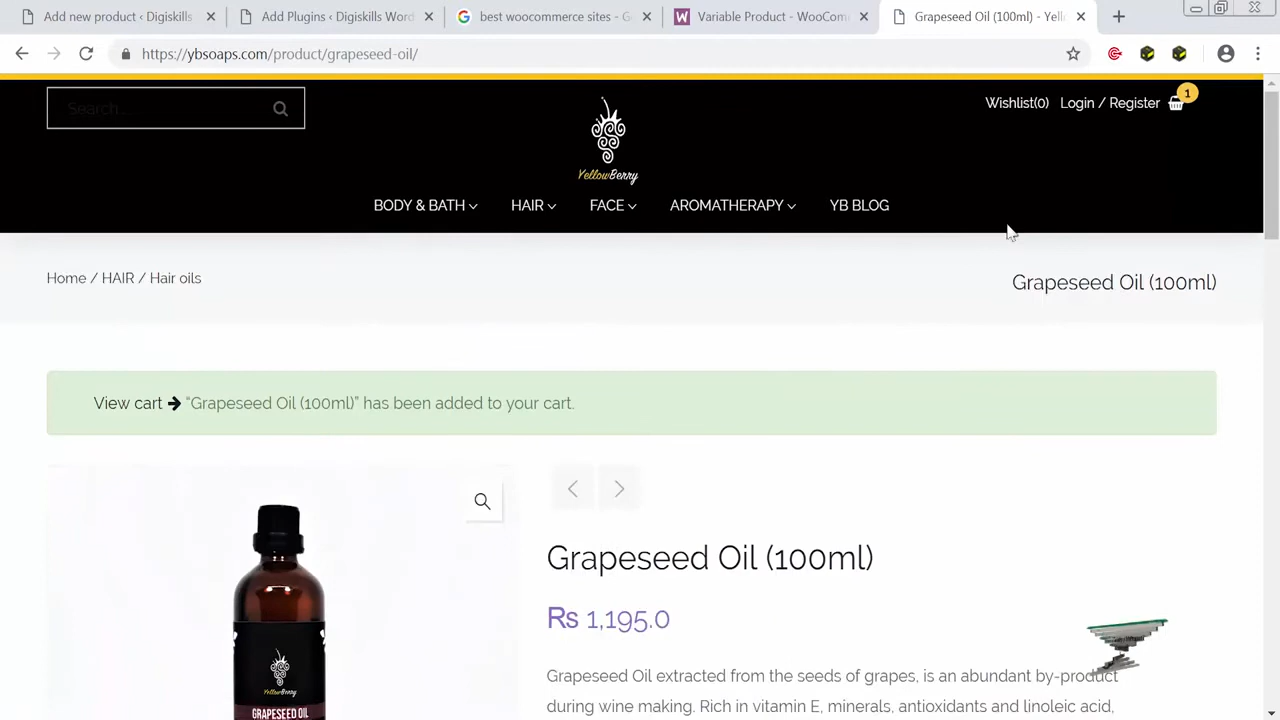 Add new product ‹ Digiskills
Add Plugins ‹ Digiskills Word
best woocommerce sites - G
Variable Product - WooCom
Grapeseed Oil (100ml) - Yell
https://ybsoaps.com/product/grapeseed-oil/
Search....
Wishlist(0) Login / Register 1
YellowBerry
BODY & BATH HAIR FACE AROMATHERAPY YB BLOG
Home / HAIR / Hair oils
Grapeseed Oil (100ml)
View cart “Grapeseed Oil (100ml)” has been added to your cart.
Grapeseed Oil (100ml)
Rs 1,195.0
Grapeseed Oil extracted from the seeds of grapes, is an abundant by-product
during wine making. Rich in vitamin E, minerals, antioxidants and linoleic acid,
YellowBerry
GRAPESEED OIL